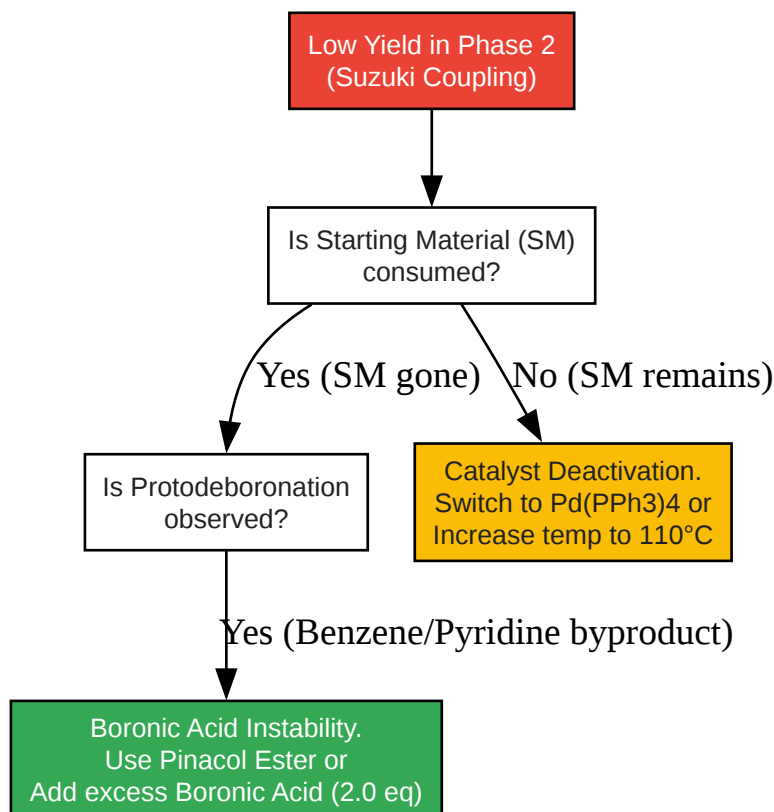 Low Yield in Phase 2
(Suzuki Coupling)
Is Starting Material (SM)
consumed?
Yes (SM gone)
No (SM remains)
Is Protodeboronation
observed?
Catalyst Deactivation.
Switch to Pd(PPh3)4 or
Increase temp to 110°C
Yes (Benzene/Pyridine byproduct)
Boronic Acid Instability.
Use Pinacol Ester or
Add excess Boronic Acid (2.0 eq)